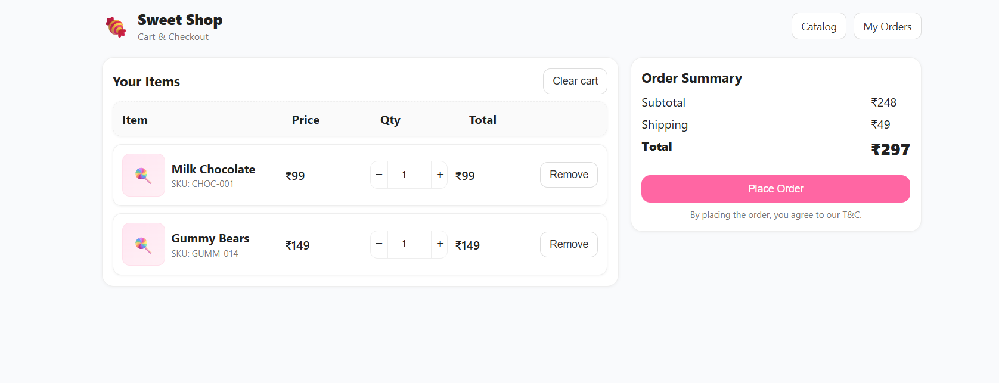 Sweet Shop
Cart & Checkout
Catalog
My Orders
Your Items
Clear cart
Item Price Qty Total
Milk Chocolate
SKU: CHOC-001
₹99 − 1 + ₹99 Remove
Gummy Bears
SKU: GUMM-014
₹149 − 1 + ₹149 Remove
Order Summary
Subtotal ₹248
Shipping ₹49
Total ₹297
Place Order
By placing the order, you agree to our T&C.